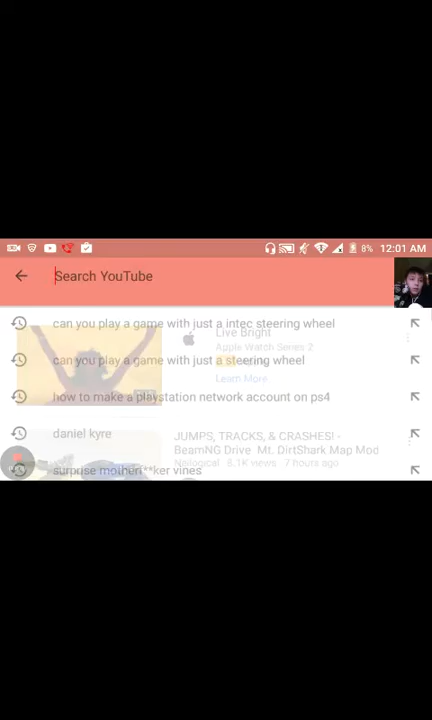 8% 12:01 AM
Search YouTube
can you play a game with just a intec steering wheel
Live Bright
Apple Watch Series 2
can you play a game with just a steering wheel
Learn More
how to make a playstation network account on ps4
daniel kyre
JUMPS, TRACKS, & CRASHES! -
BeamNG Drive Mt. DirtShark Map Mod
Neilogical 8.1K views 7 hours ago
surprise motherf**ker vines